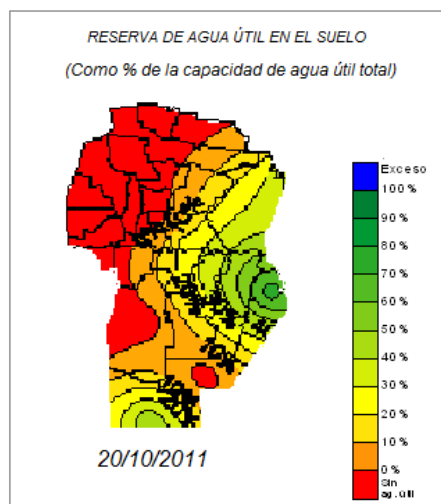 RESERVA DE AGUA ÚTIL EN EL SUELO
(Como % de la capacidad de agua útil total)
Exceso
100 %
90 %
80 %
70 %
60 %
50 %
40 %
30 %
20 %
10 %
0 %
Sin
ag. útil
20/10/2011